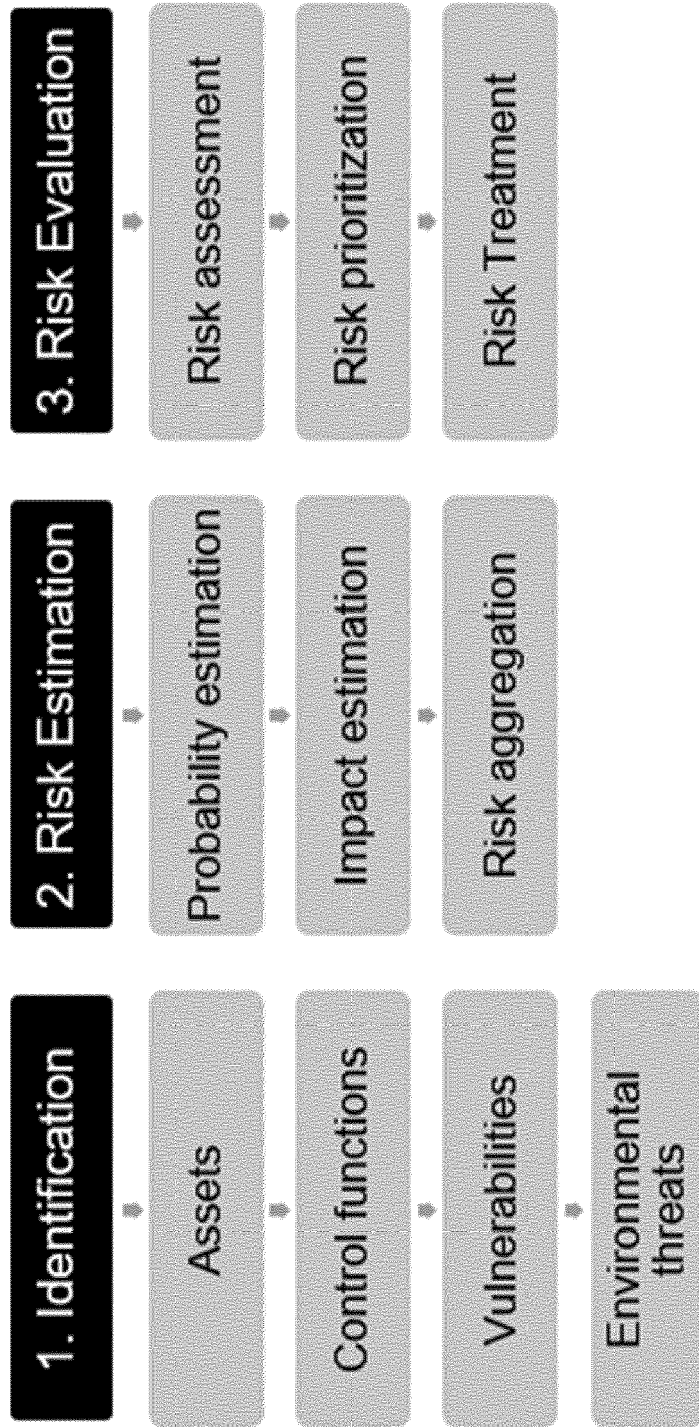 1. Identification
Assets
Control functions
Vulnerabilities
Environmental
threats
2. Risk Estimation
Probability estimation
Impact estimation
Risk aggregation
3. Risk Evaluation
Risk assessment
Risk prioritization
Risk Treatment